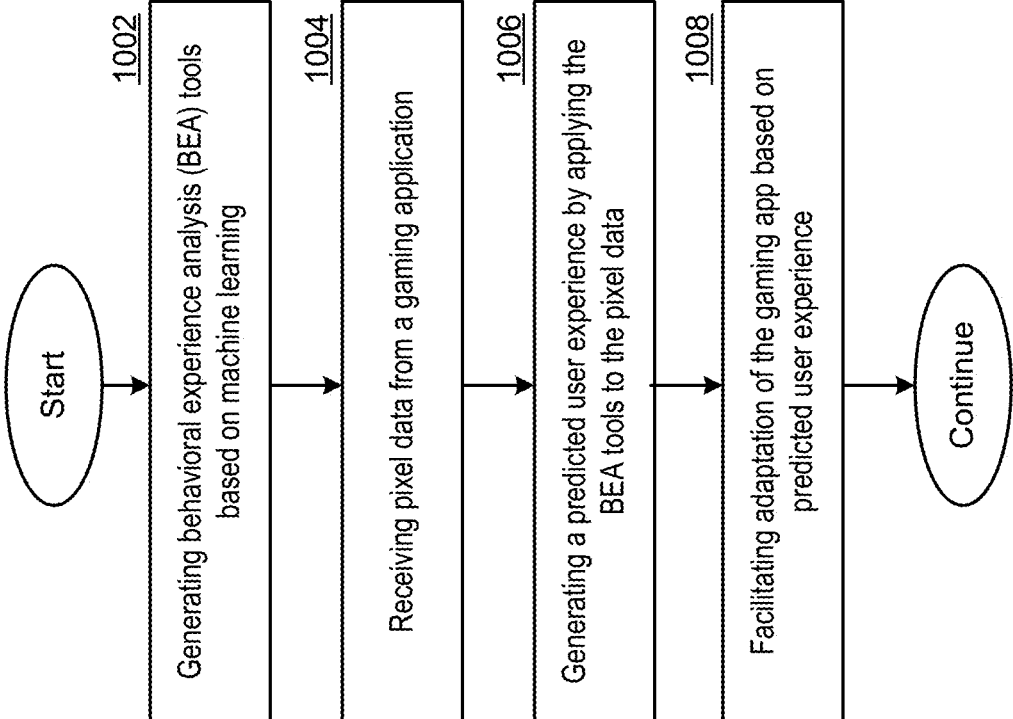 Start
1002
Generating behavioral experience analysis (BEA) tools
based on machine learning
1004
Receiving pixel data from a gaming application
1006
Generating a predicted user experience by applying the
BEA tools to the pixel data
1008
Facilitating adaptation of the gaming app based on
predicted user experience
Continue